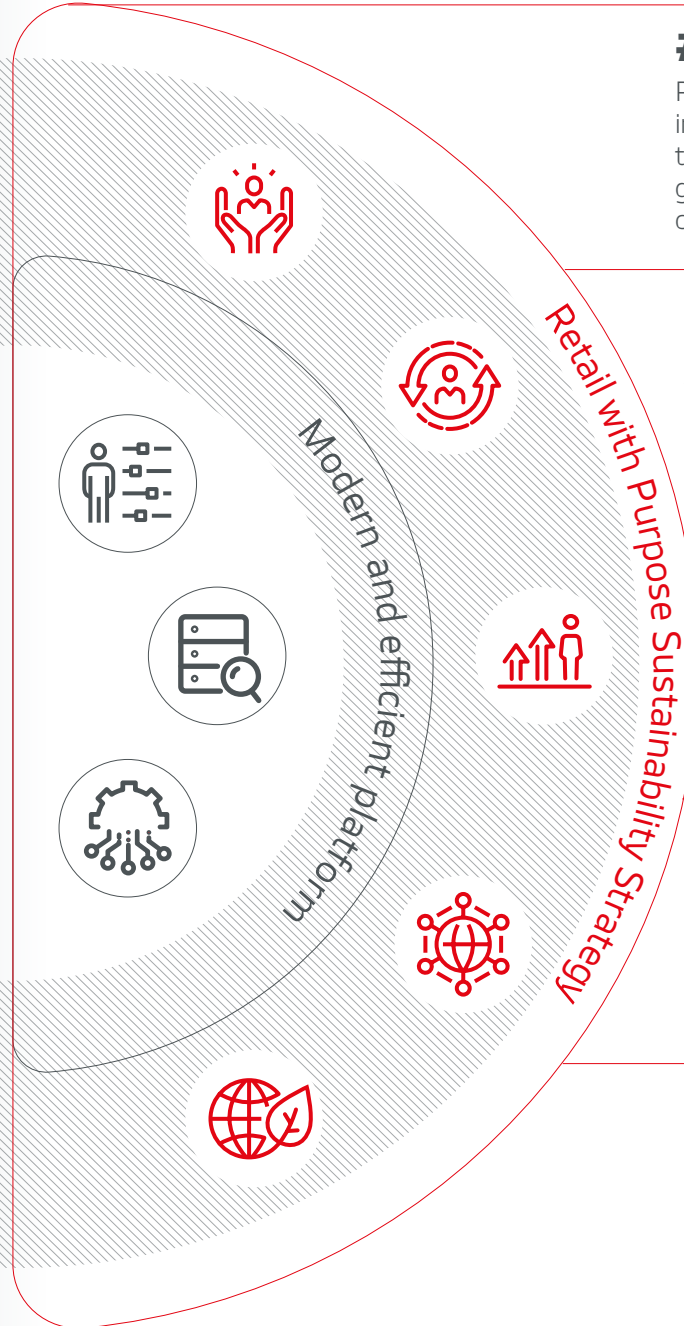 Modern and efficient platform
Retail with Purpose Sustainability Strategy